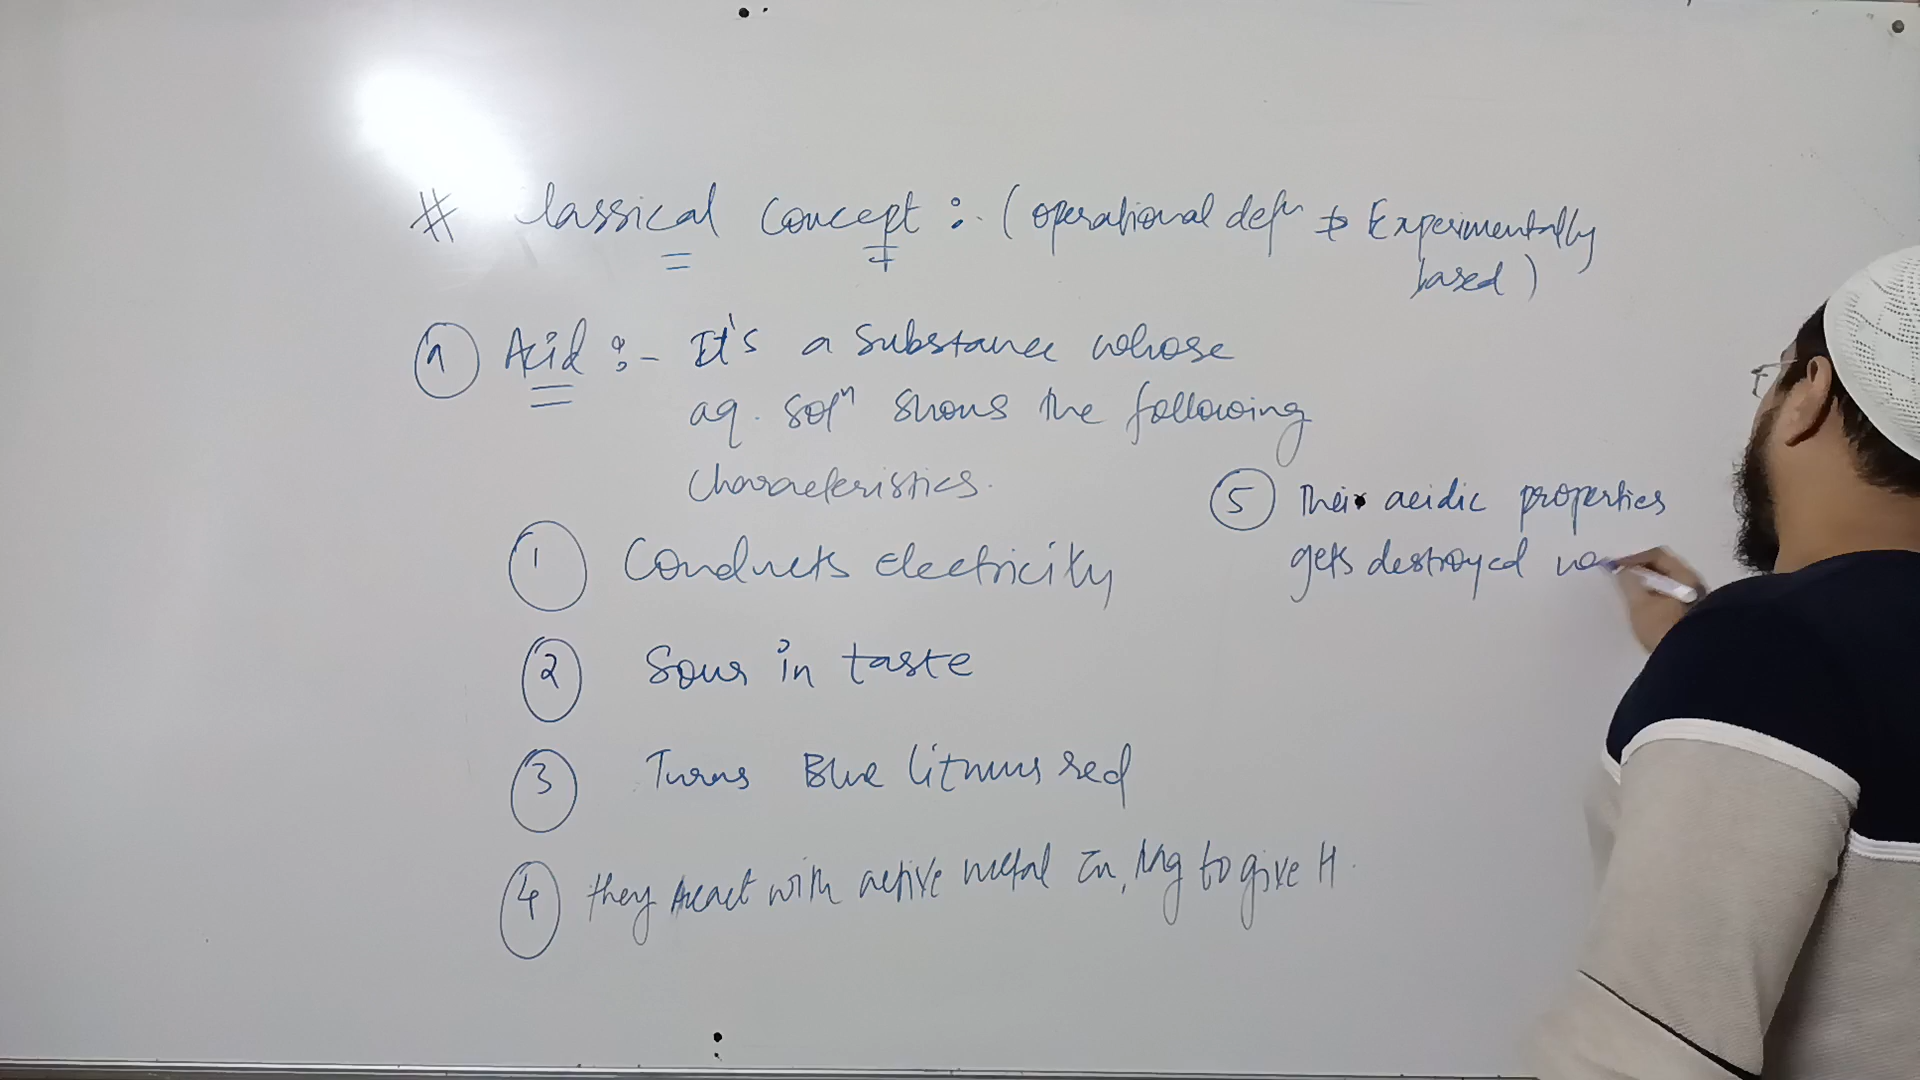 # Classical Concept :- (operational defn & Experimentally
based)
a Acid :- It's a Substance whose
aq. Solⁿ shows the following
characteristics.
1 Conducts electricity
2 Sour in taste
3 Turns Blue litmus red
4 they react with active metal Zn, Mg to give H
5 Their acidic properties
gets destroyed